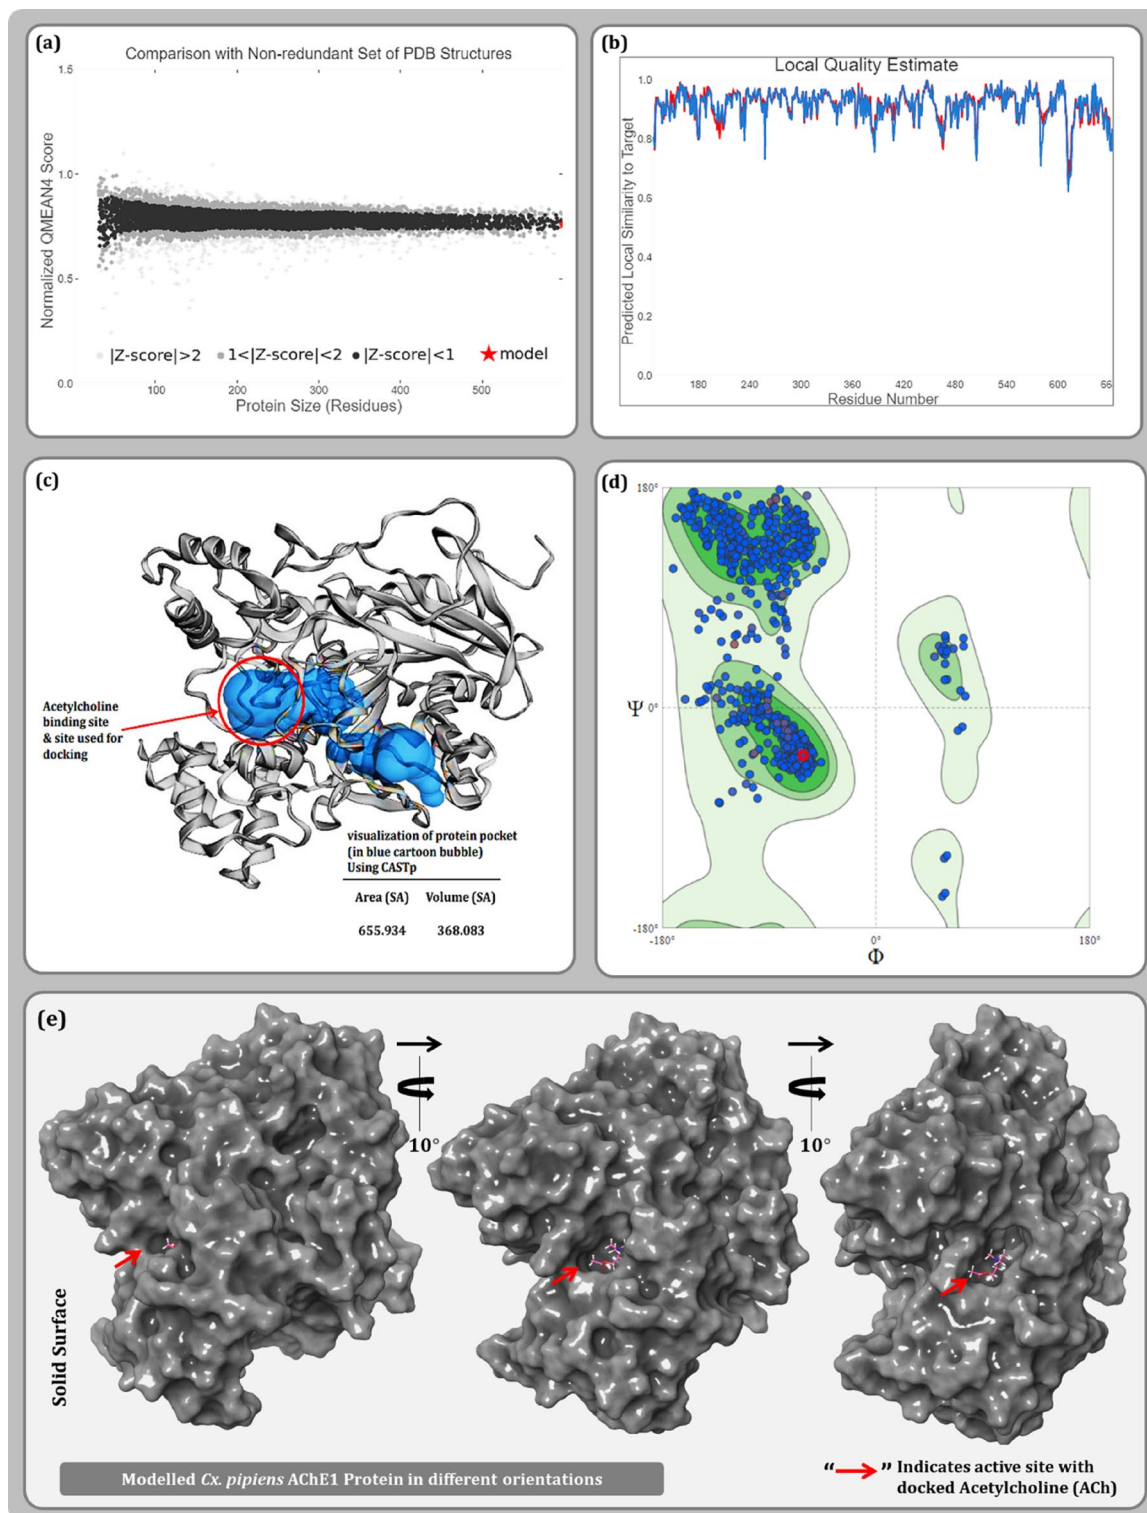 (a)
Comparison with Non-redundant Set of PDB Structures
Normalized QMEAN4 Score
1.5
1.0
0.5
0.0
|Z-score|>2 1<|Z-score|<2 |Z-score|<1 model
100 200 300 400 500
Protein Size (Residues)
(b)
Local Quality Estimate
Predicted Local Similarity to Target
1.0
0.8
0.6
0.4
0.2
0.0
180 240 300 360 420 480 540 600 66
Residue Number
(c)
Acetylcholine
binding site
& site used for
docking
visualization of protein pocket
(in blue cartoon bubble)
Using CASTp
Area (SA) Volume (SA)
655.934 368.083
(d)
180°
Ψ 0°
-180°
-180° 0° 180°
Φ
(e)
10°
10°
Solid Surface
Modelled Cx. pipiens AChE1 Protein in different orientations
“ ” Indicates active site with
docked Acetylcholine (ACh)